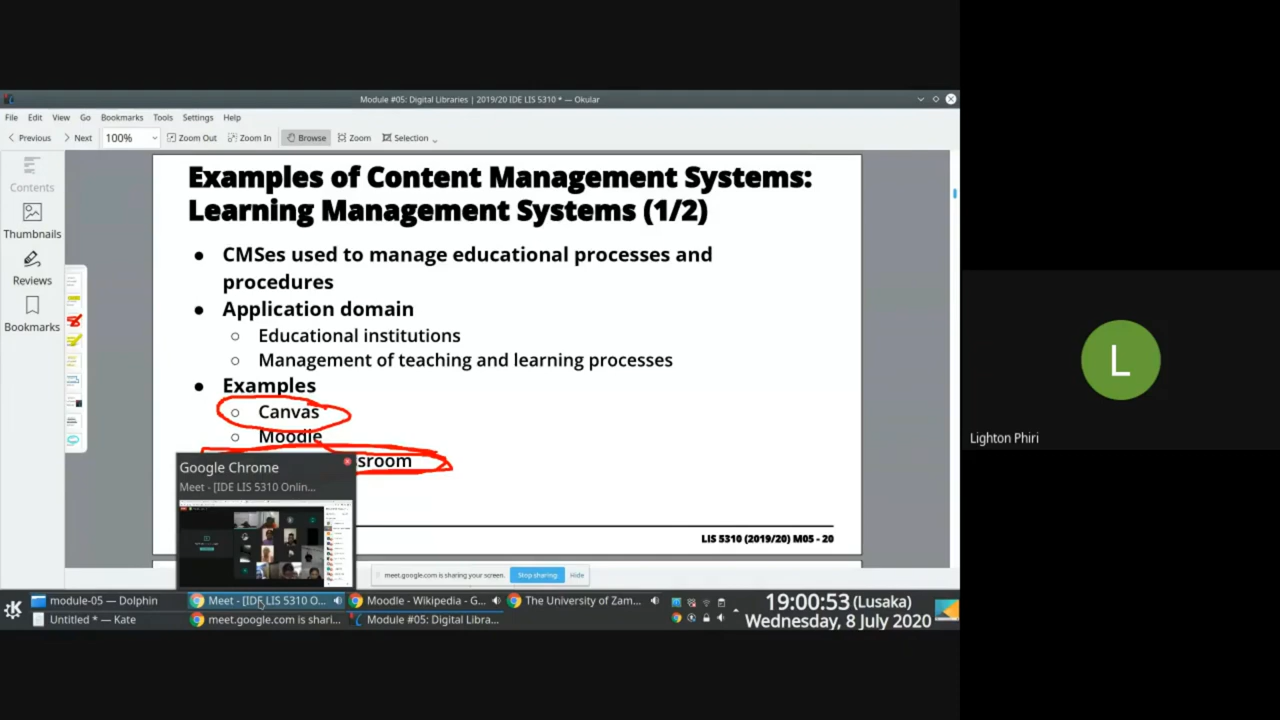 Module #05: Digital Libraries | 2019/20 IDE LIS 5310 * — Okular
File Edit View Go Bookmarks Tools Settings Help
Previous Next 100% Zoom Out Zoom In Browse Zoom Selection
Contents
Thumbnails
Reviews
Bookmarks
Examples of Content Management Systems:
Learning Management Systems (1/2)
● CMSes used to manage educational processes and
procedures
● Application domain
○ Educational institutions
○ Management of teaching and learning processes
● Examples
○ Canvas
○ Moodle
sroom
LIS 5310 (2019/20) M05 - 20
Google Chrome
Meet - [IDE LIS 5310 Onlin...
meet.google.com is sharing your screen. Stop sharing Hide
module-05 — Dolphin
Meet - [IDE LIS 5310 O...
Moodle - Wikipedia - G...
The University of Zam...
Untitled * — Kate
meet.google.com is shari...
Module #05: Digital Libra...
19:00:53 (Lusaka)
Wednesday, 8 July 2020
L
Lighton Phiri